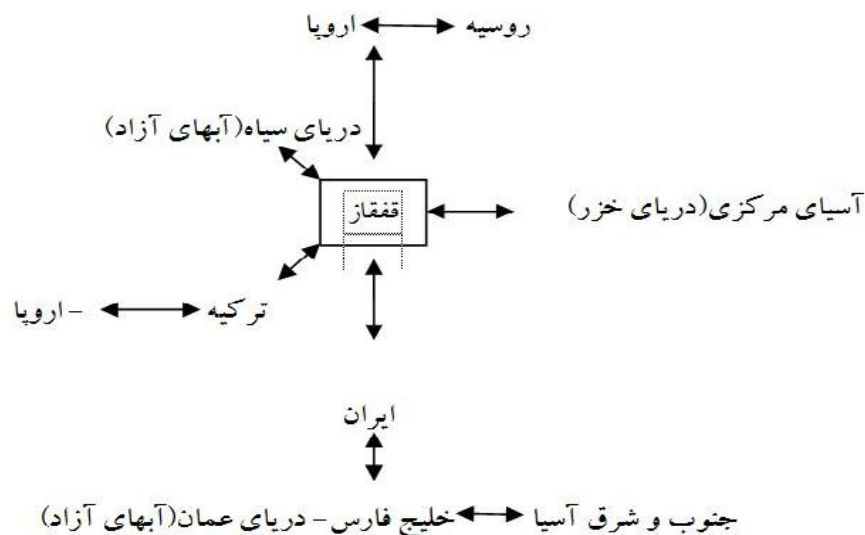 روسیه اروپا
دریای سیاه(آبهای آزاد)
قفقاز
آسیای مرکزی(دریای خزر)
ترکیه – اروپا
ایران
جنوب و شرق آسیا خلیج فارس – دریای عمان(آبهای آزاد)